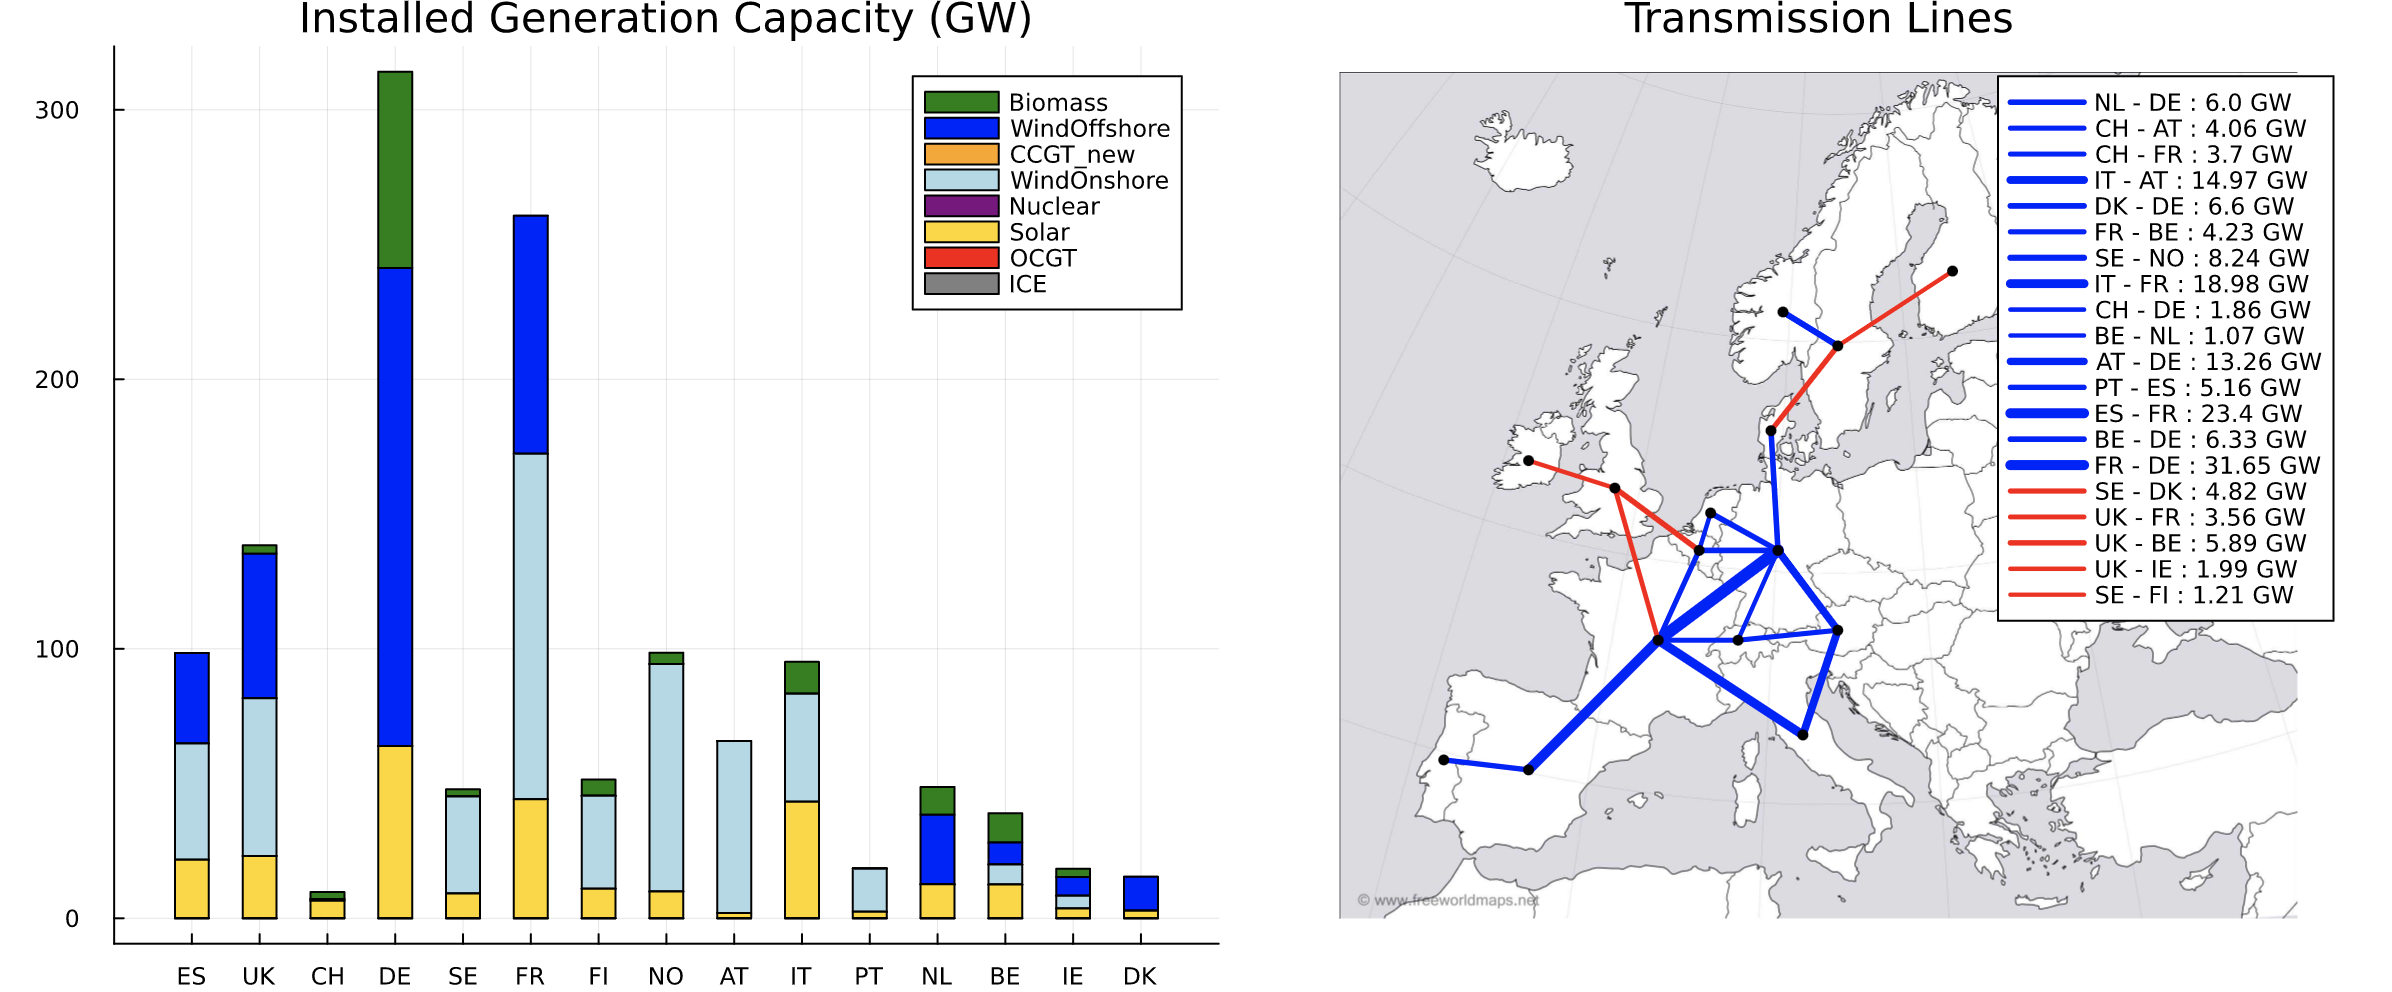 Installed Generation Capacity (GW)
300
200
100
0
ES UK CH DE SE FR FI NO AT IT PT NL BE IE DK
Biomass
WindOffshore
CCGT_new
WindOnshore
Nuclear
Solar
OCGT
ICE
Transmission Lines
NL - DE : 6.0 GW
CH - AT : 4.06 GW
CH - FR : 3.7 GW
IT - AT : 14.97 GW
DK - DE : 6.6 GW
FR - BE : 4.23 GW
SE - NO : 8.24 GW
IT - FR : 18.98 GW
CH - DE : 1.86 GW
BE - NL : 1.07 GW
AT - DE : 13.26 GW
PT - ES : 5.16 GW
ES - FR : 23.4 GW
BE - DE : 6.33 GW
FR - DE : 31.65 GW
SE - DK : 4.82 GW
UK - FR : 3.56 GW
UK - BE : 5.89 GW
UK - IE : 1.99 GW
SE - FI : 1.21 GW
© www.freeworldmaps.net